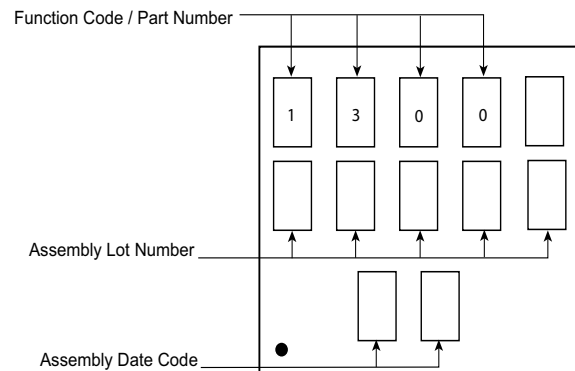 Function Code / Part Number
1 3 0 0
Assembly Lot Number
Assembly Date Code